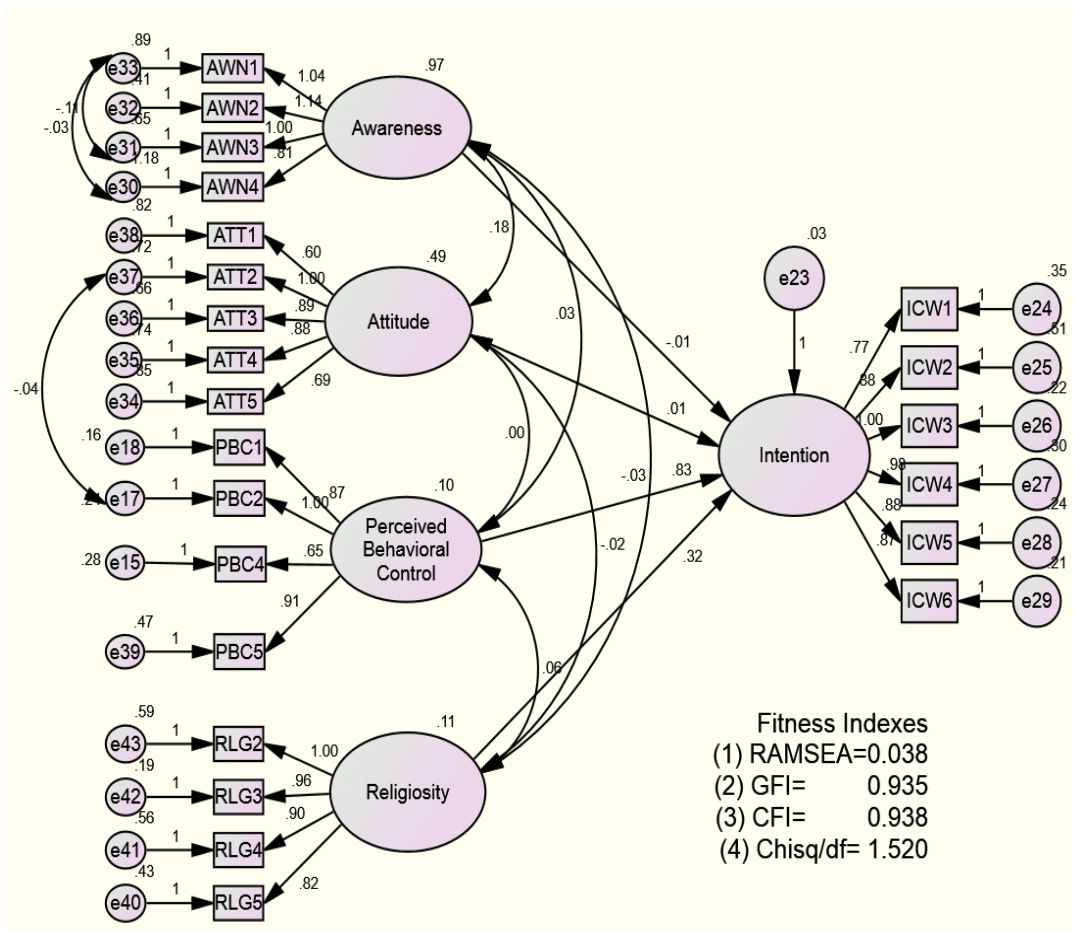 .89
e33 1 AWN1 1.04
.41
e32 1 AWN2 1.14
.65
e31 1 AWN3 1.00
1.18
e30 1 AWN4 .81
-.11
-.03
Awareness .97
.82
e38 1 ATT1 .60
.72
e37 1 ATT2 1.00
.66
e36 1 ATT3 .89
.74
e35 1 ATT4 .88
e34 1 ATT5 .69
-.04
Attitude .49
.16 e18 1 PBC1 .87
e17 1 PBC2 1.00
.28 e15 1 PBC4 .65
.47
e39 1 PBC5 .91
.10
Perceived
Behavioral
Control
.59
e43 1 RLG2 1.00
.19
e42 1 RLG3 .96
.56
e41 1 RLG4 .90
.43
e40 1 RLG5 .82
.11
Religiosity
.18
.03
.00
-.03
-.02
.06
-.01
.01
.83
.32
.03
e23
1
Intention
.35
.77 ICW1 1 e24
.51
.88 ICW2 1 e25
.22
1.00 ICW3 1 e26
.30
.98 ICW4 1 e27
.24
.88 ICW5 1 e28
.21
.87 ICW6 1 e29
Fitness Indexes
(1) RAMSEA=0.038
(2) GFI= 0.935
(3) CFI= 0.938
(4) Chisq/df= 1.520